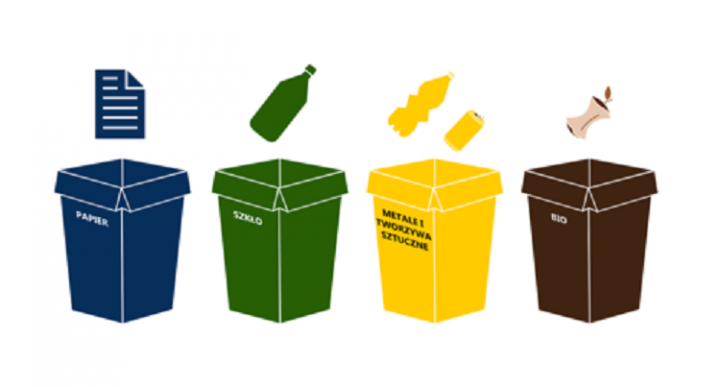 PAPIER
SZKŁO
METALE I
TWORZYWA
SZTUCZNE
BIO